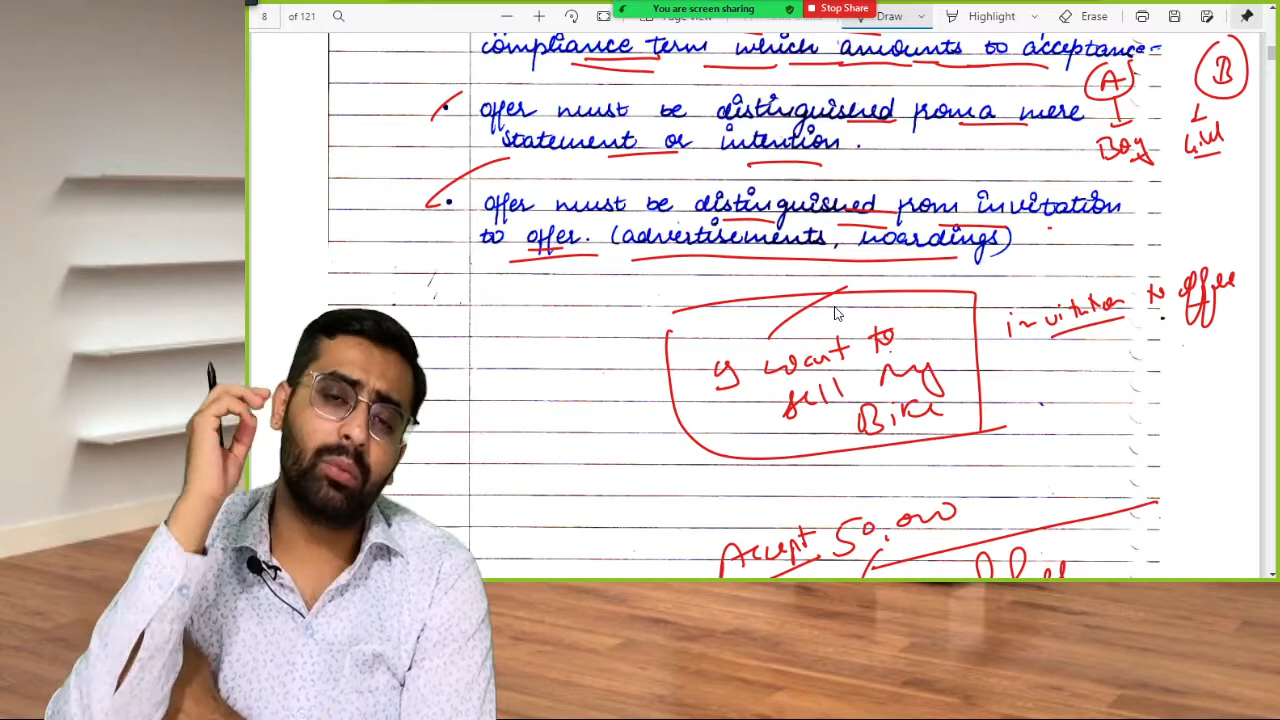 8 of 121
You are screen sharing
Stop Share
Page view
Draw
Highlight
Erase
compliance term which amounts to acceptance-
• offer must be distinguished from a mere
statement or intention.
A
B
Boy
• offer must be distinguished from invitation
to offer. (advertisements, hoardings)
invitation to offer
I want to
sell my
Bike
Accept 50,000